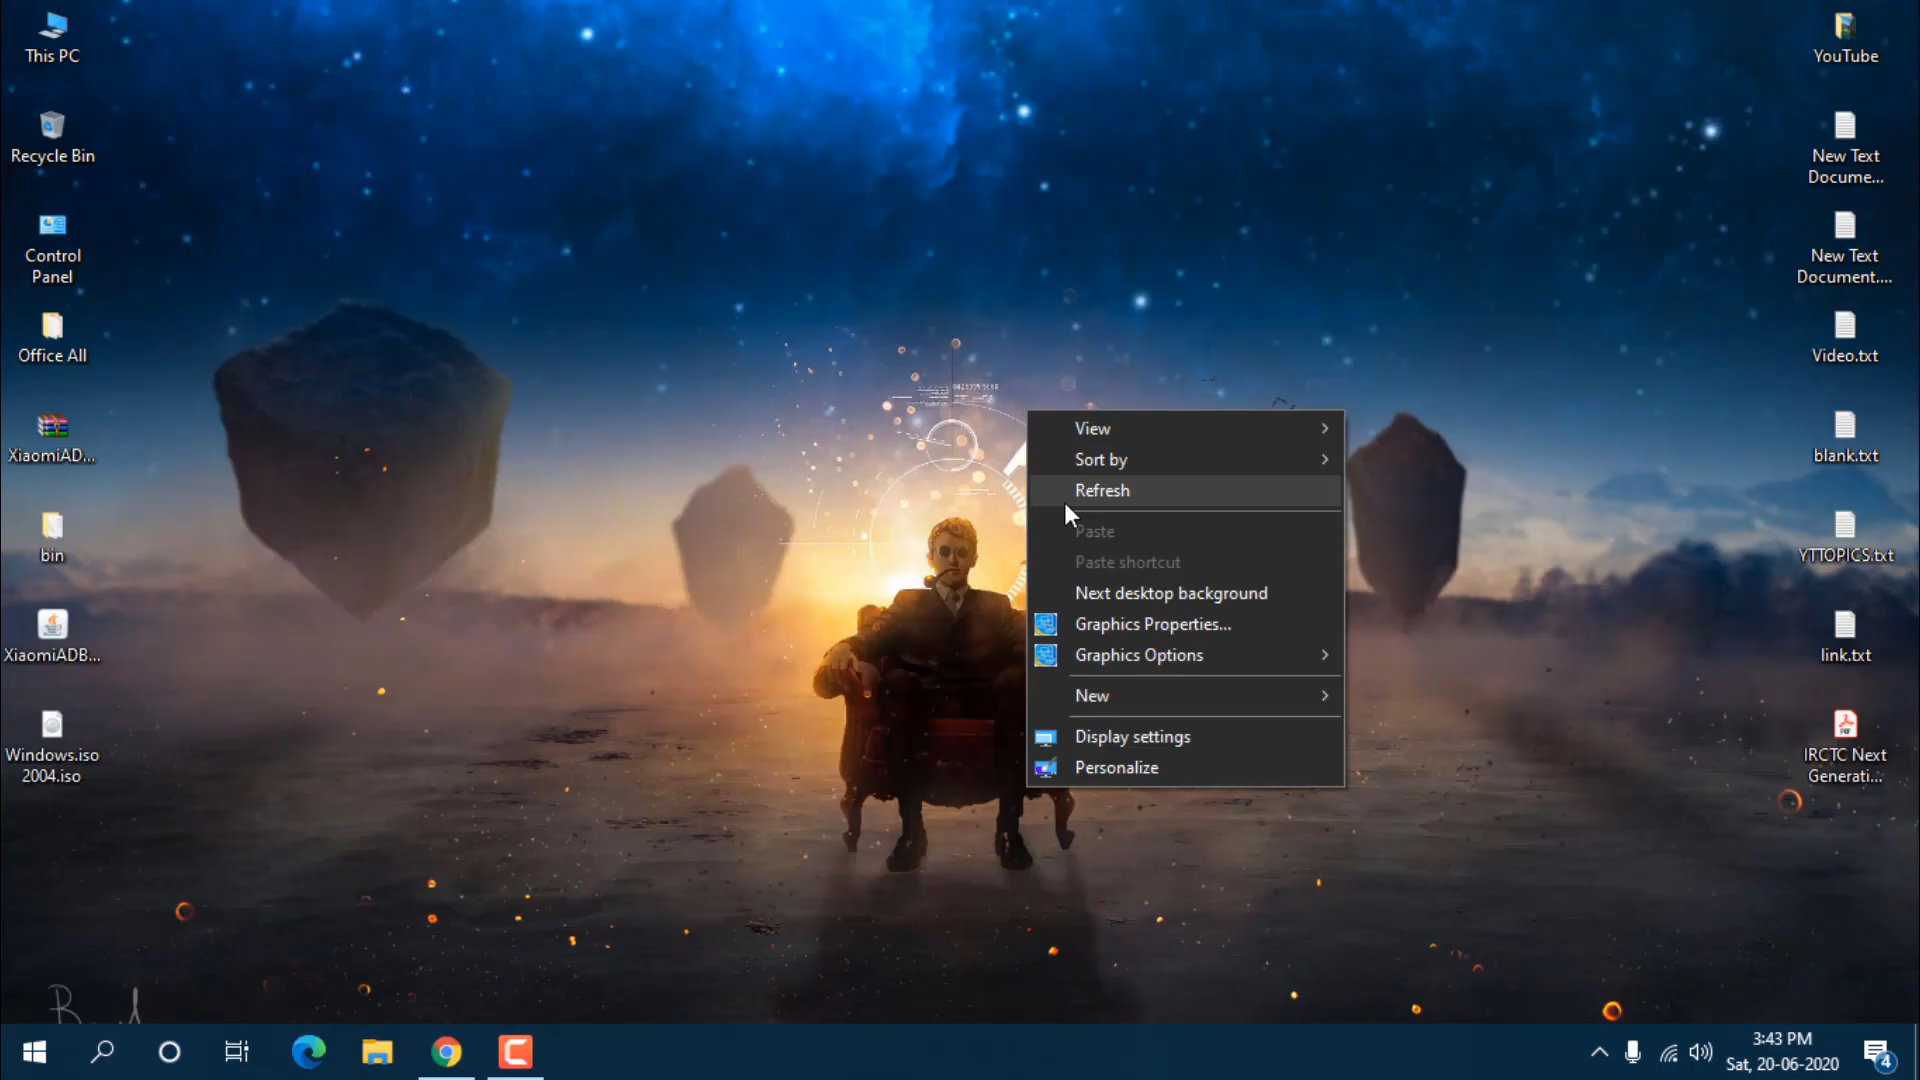 This PC
Recycle Bin
Control
Panel
Office All
XiaomiAD...
bin
XiaomiADB...
Windows.iso
2004.iso
YouTube
New Text
Docume...
New Text
Document....
Video.txt
blank.txt
YTTOPICS.txt
link.txt
PDF
IRCTC Next
Generati...
View
Sort by
Refresh
Paste
Paste shortcut
Next desktop background
Graphics Properties...
Graphics Options
New
Display settings
Personalize
3:43 PM
Sat, 20-06-2020
4